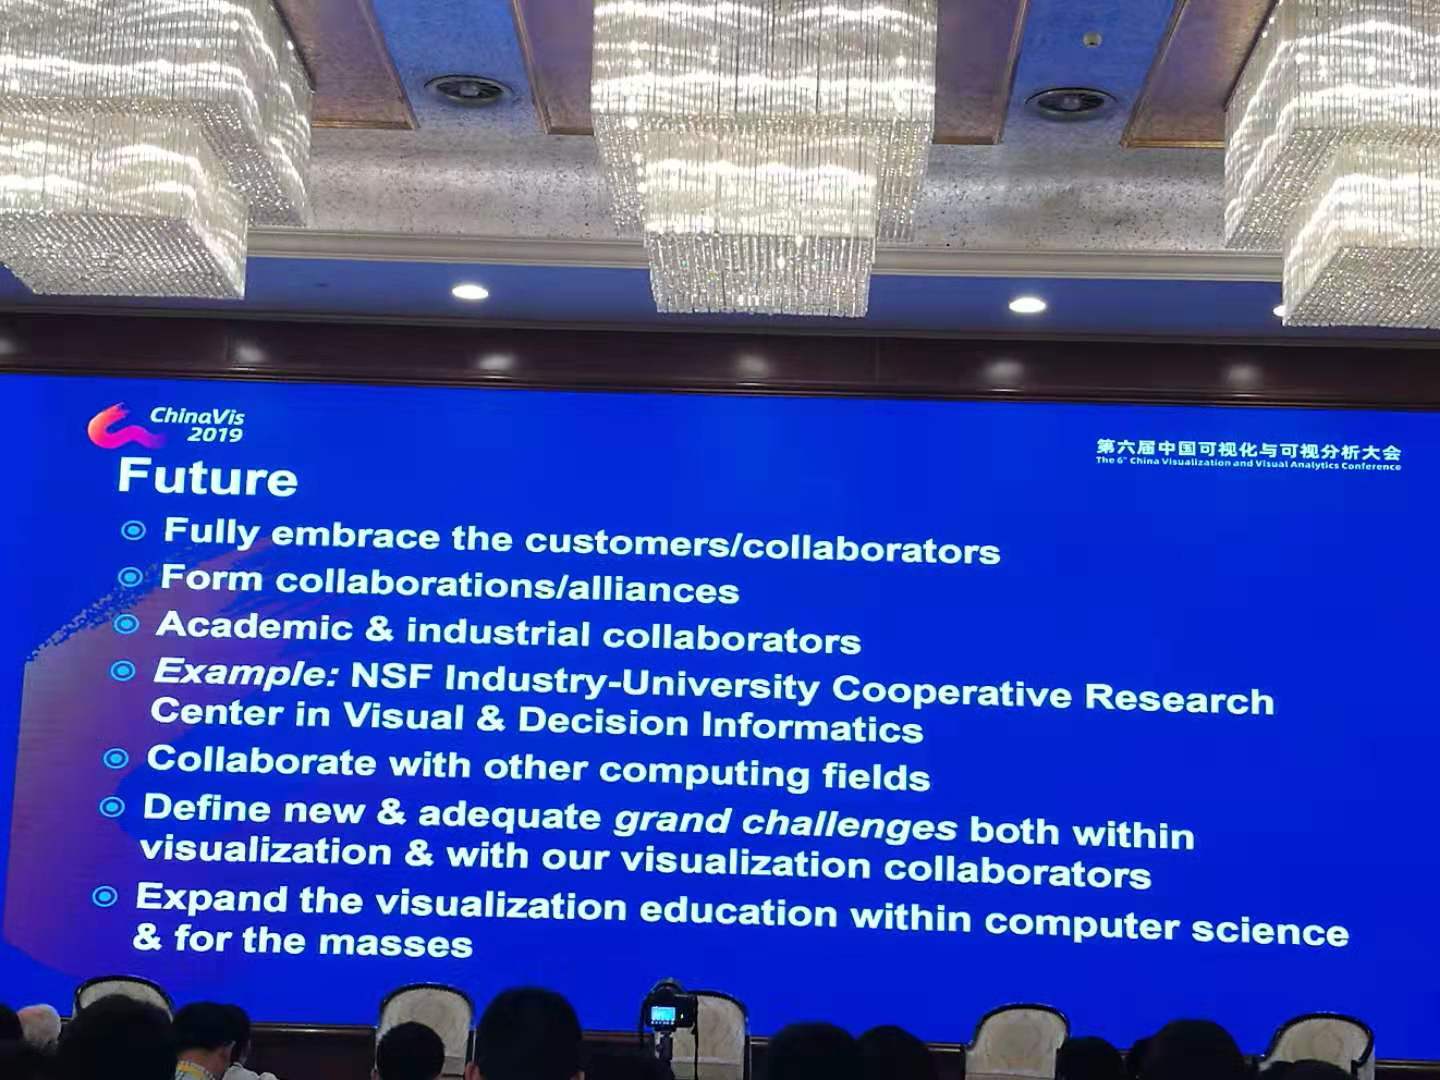 ChinaVis
2019
第六届中国可视化与可视分析大会
The 6th China Visualization and Visual Analytics Conference
Future
Fully embrace the customers/collaborators
Form collaborations/alliances
Academic & industrial collaborators
Example: NSF Industry-University Cooperative Research
Center in Visual & Decision Informatics
Collaborate with other computing fields
Define new & adequate grand challenges both within
visualization & with our visualization collaborators
Expand the visualization education within computer science
& for the masses